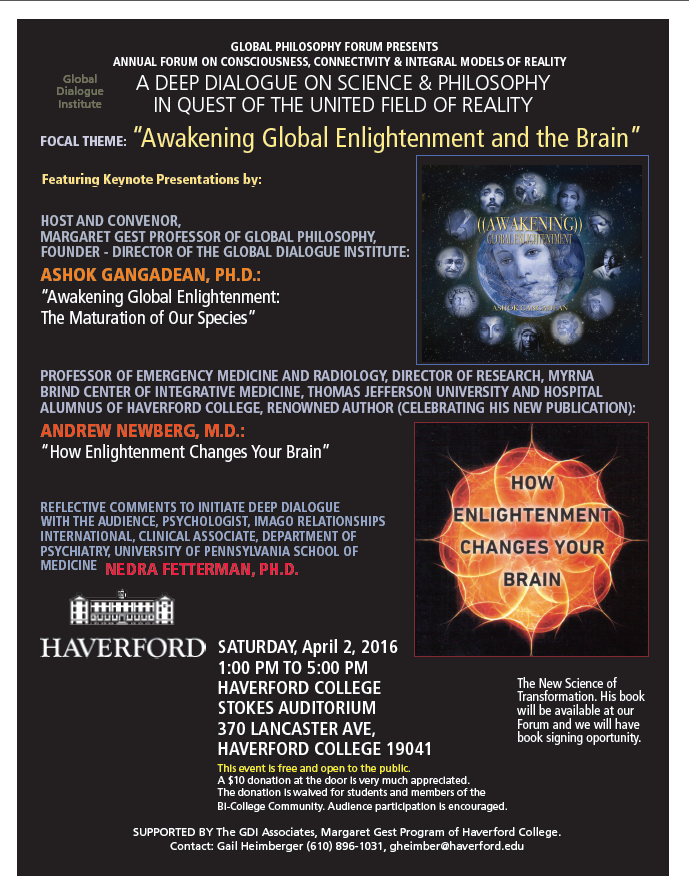 GLOBAL PHILOSOPHY FORUM PRESENTS
ANNUAL FORUM ON CONSCIOUSNESS, CONNECTIVITY & INTEGRAL MODELS OF REALITY
Global
Dialogue
Institute
A DEEP DIALOGUE ON SCIENCE & PHILOSOPHY
IN QUEST OF THE UNITED FIELD OF REALITY
FOCAL THEME: “Awakening Global Enlightenment and the Brain”
Featuring Keynote Presentations by:
HOST AND CONVENOR,
MARGARET GEST PROFESSOR OF GLOBAL PHILOSOPHY,
FOUNDER - DIRECTOR OF THE GLOBAL DIALOGUE INSTITUTE:
ASHOK GANGADEAN, PH.D.:
“Awakening Global Enlightenment:
The Maturation of Our Species”
((AWAKENING))
GLOBAL ENLIGHTENMENT
ASHOK GANGADEAN
PROFESSOR OF EMERGENCY MEDICINE AND RADIOLOGY, DIRECTOR OF RESEARCH, MYRNA
BRIND CENTER OF INTEGRATIVE MEDICINE, THOMAS JEFFERSON UNIVERSITY AND HOSPITAL
ALUMNUS OF HAVERFORD COLLEGE, RENOWNED AUTHOR (CELEBRATING HIS NEW PUBLICATION):
ANDREW NEWBERG, M.D.:
“How Enlightenment Changes Your Brain”
HOW
ENLIGHTENMENT
CHANGES YOUR
BRAIN
REFLECTIVE COMMENTS TO INITIATE DEEP DIALOGUE
WITH THE AUDIENCE, PSYCHOLOGIST, IMAGO RELATIONSHIPS
INTERNATIONAL, CLINICAL ASSOCIATE, DEPARTMENT OF
PSYCHIATRY, UNIVERSITY OF PENNSYLVANIA SCHOOL OF
MEDICINE NEDRA FETTERMAN, PH.D.
HAVERFORD
SATURDAY, April 2, 2016
1:00 PM TO 5:00 PM
HAVERFORD COLLEGE
STOKES AUDITORIUM
370 LANCASTER AVE,
HAVERFORD COLLEGE 19041
The New Science of
Transformation. His book
will be available at our
Forum and we will have
book signing oportunity.
This event is free and open to the public.
A $10 donation at the door is very much appreciated.
The donation is waived for students and members of the
Bi-College Community. Audience participation is encouraged.
SUPPORTED BY The GDI Associates, Margaret Gest Program of Haverford College.
Contact: Gail Heimberger (610) 896-1031, gheimber@haverford.edu